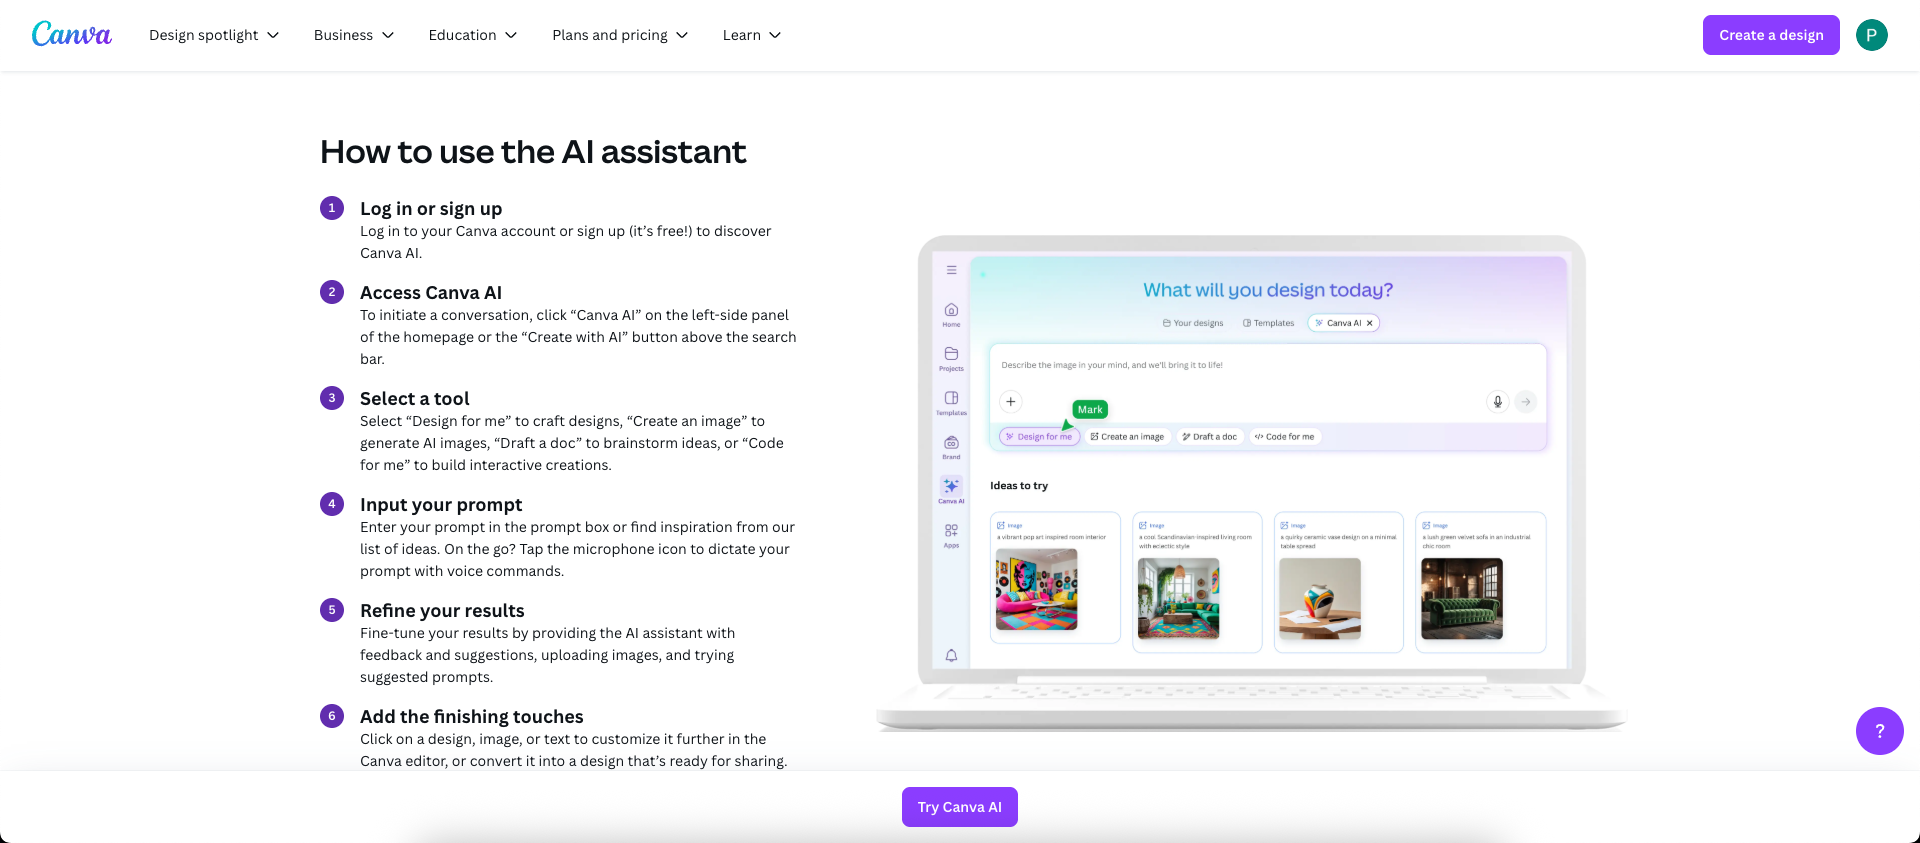 Canva
Design spotlight
Business
Education
Plans and pricing
Learn
Create a design
P
How to use the AI assistant
1
Log in or sign up
Log in to your Canva account or sign up (it’s free!) to discover
Canva AI.
2
Access Canva AI
To initiate a conversation, click “Canva AI” on the left-side panel
of the homepage or the “Create with AI” button above the search
bar.
3
Select a tool
Select “Design for me” to craft designs, “Create an image” to
generate AI images, “Draft a doc” to brainstorm ideas, or “Code
for me” to build interactive creations.
4
Input your prompt
Enter your prompt in the prompt box or find inspiration from our
list of ideas. On the go? Tap the microphone icon to dictate your
prompt with voice commands.
5
Refine your results
Fine-tune your results by providing the AI assistant with
feedback and suggestions, uploading images, and trying
suggested prompts.
6
Add the finishing touches
Click on a design, image, or text to customize it further in the
Canva editor, or convert it into a design that’s ready for sharing.
Home
Projects
Templates
Brand
Canva AI
Apps
What will you design today?
Your designs
Templates
Canva AI
Describe the image in your mind, and we'll bring it to life!
Mark
Design for me
Create an image
Draft a doc
Code for me
Ideas to try
Image
a vibrant pop art inspired room interior
Image
a cool Scandinavian-inspired living room
with eclectic style
Image
a quirky ceramic vase design on a minimal
table spread
Image
a lush green velvet sofa in an industrial
chic room
?
Try Canva AI